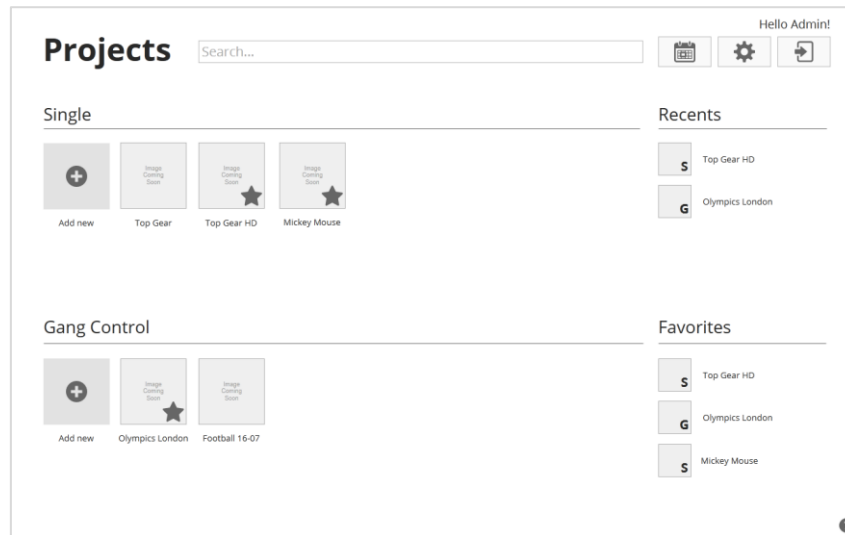 Hello Admin!
Projects
Search...
Single
Recents
Image
Coming
Soon
Image
Coming
Soon
Image
Coming
Soon
Add new
Top Gear
Top Gear HD
Mickey Mouse
S
Top Gear HD
G
Olympics London
Gang Control
Favorites
Image
Coming
Soon
Image
Coming
Soon
Add new
Olympics London
Football 16-07
S
Top Gear HD
G
Olympics London
S
Mickey Mouse